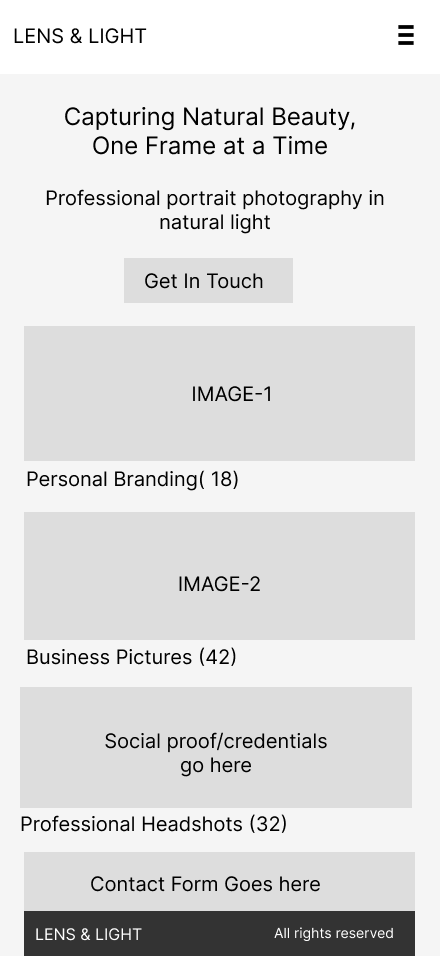 LENS & LIGHT
Capturing Natural Beauty,
One Frame at a Time
Professional portrait photography in
natural light
Get In Touch
IMAGE-1
Personal Branding( 18)
IMAGE-2
Business Pictures (42)
Social proof/credentials
go here
Professional Headshots (32)
Contact Form Goes here
LENS & LIGHT
All rights reserved